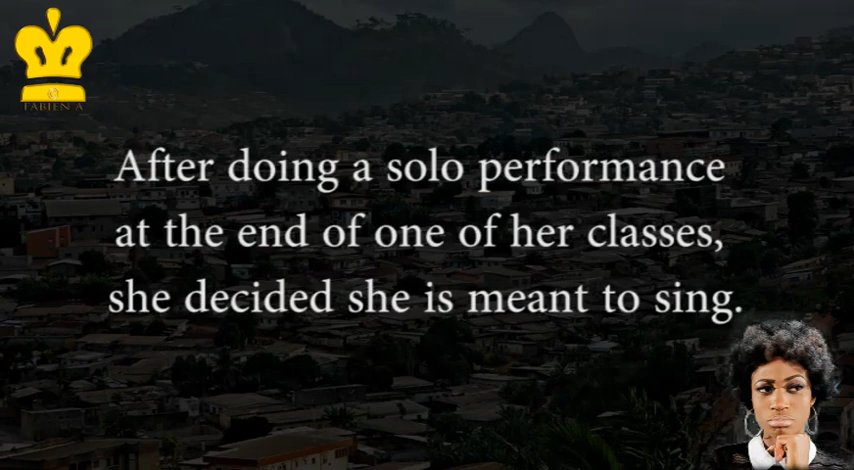 FABIEN A
After doing a solo performance
at the end of one of her classes,
she decided she is meant to sing.